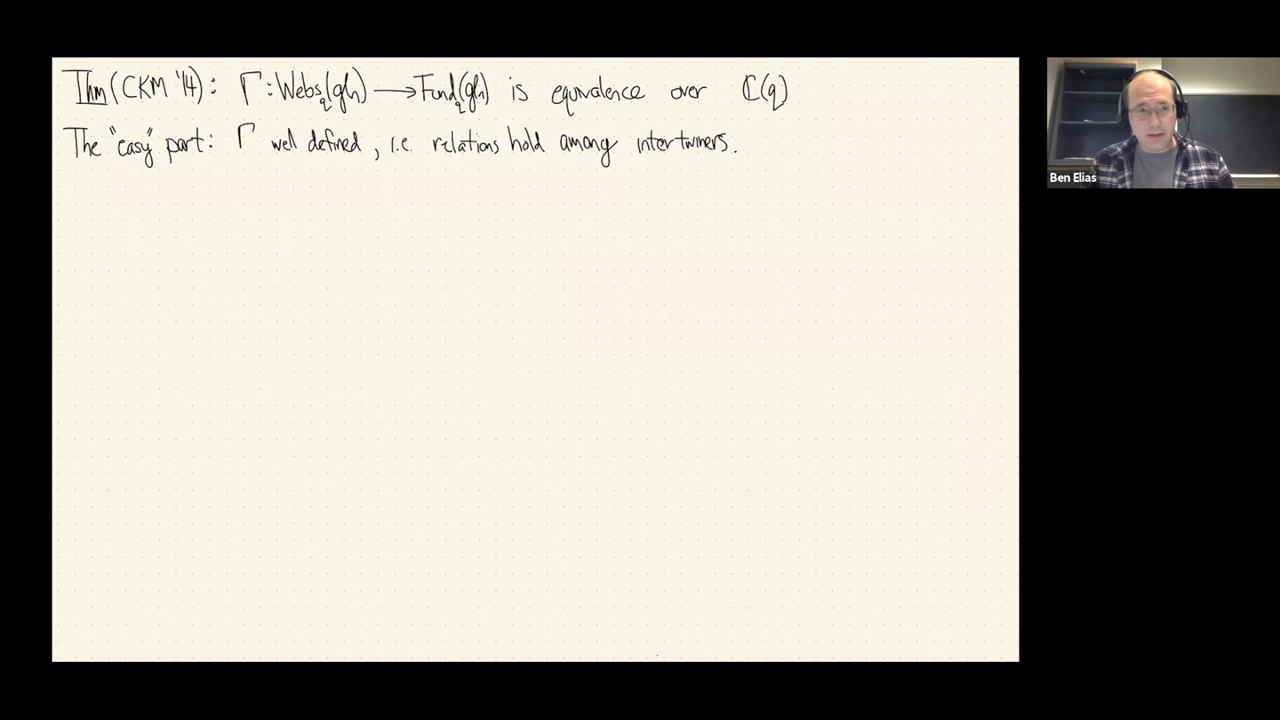 Thm (CKM '14): Γ: Webs_q(gl_n) ⟶ Fund_q(gl_n) is equivalence over ℂ(q)
The "easy" part: Γ well defined, i.e. relations hold among intertwiners.
Ben Elias